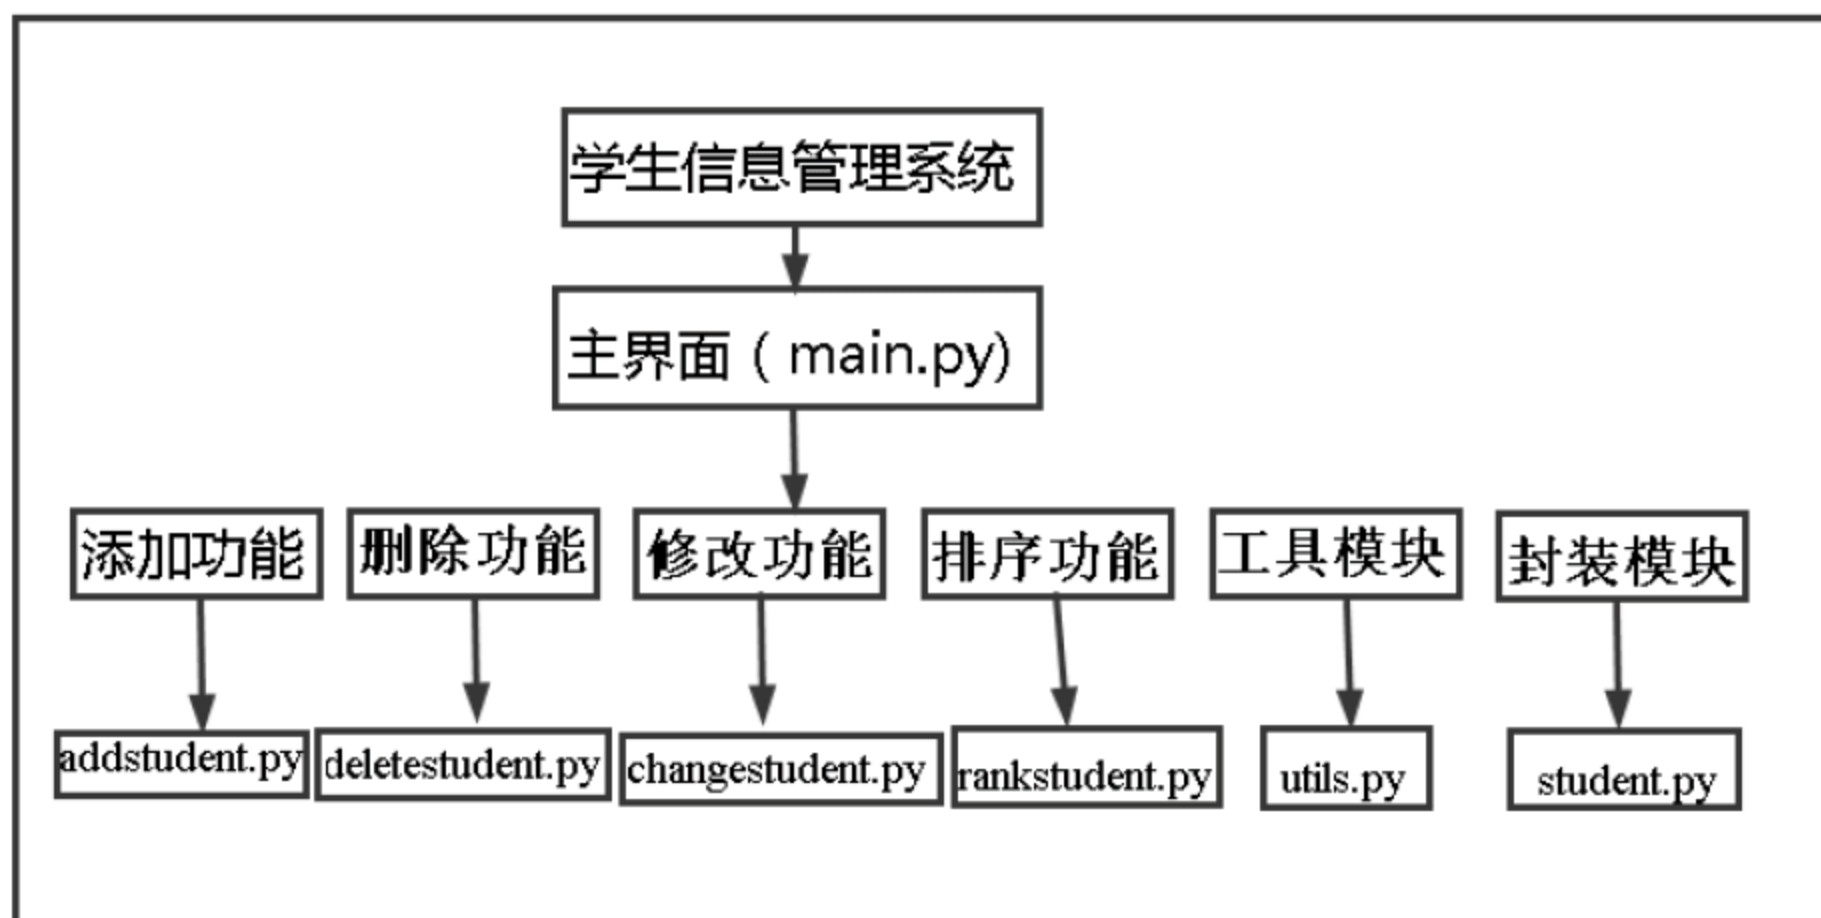 学生信息管理系统
主界面（ main.py)
添加功能 删除功能 修改功能 排序功能 工具模块 封装模块
addstudent.py deletestudent.py changestudent.py rankstudent.py utils.py student.py